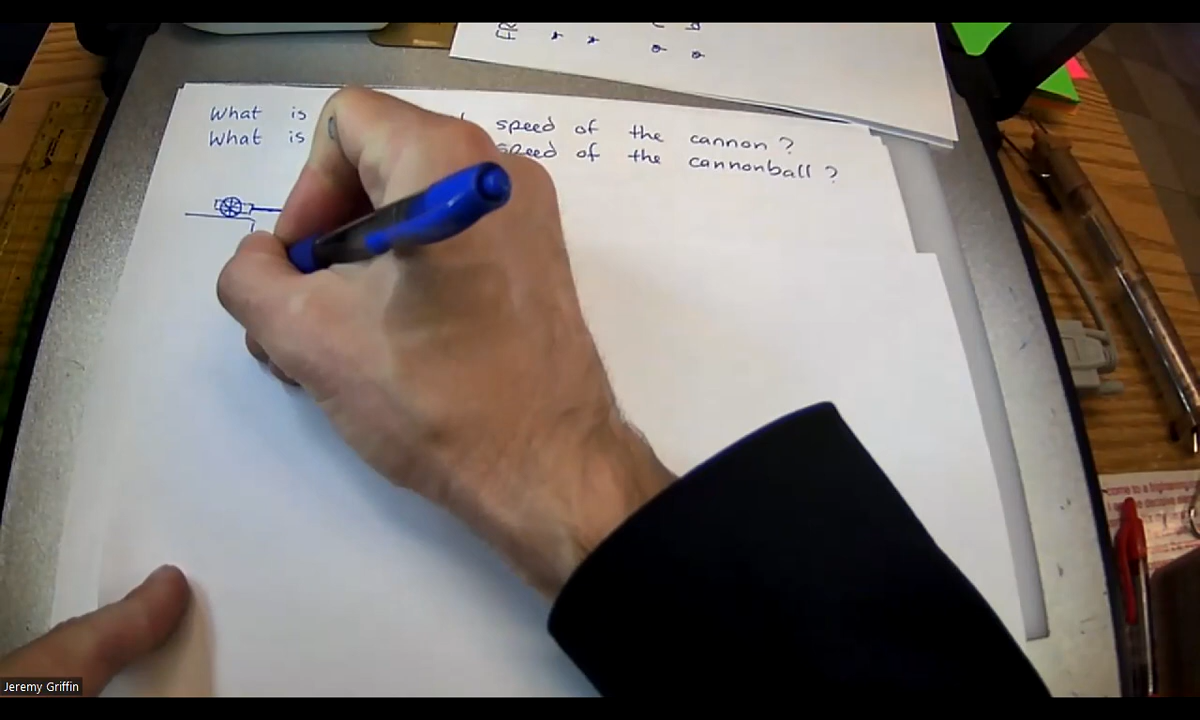 What is speed of the cannon ?
What is speed of the cannonball ?
Jeremy Griffin